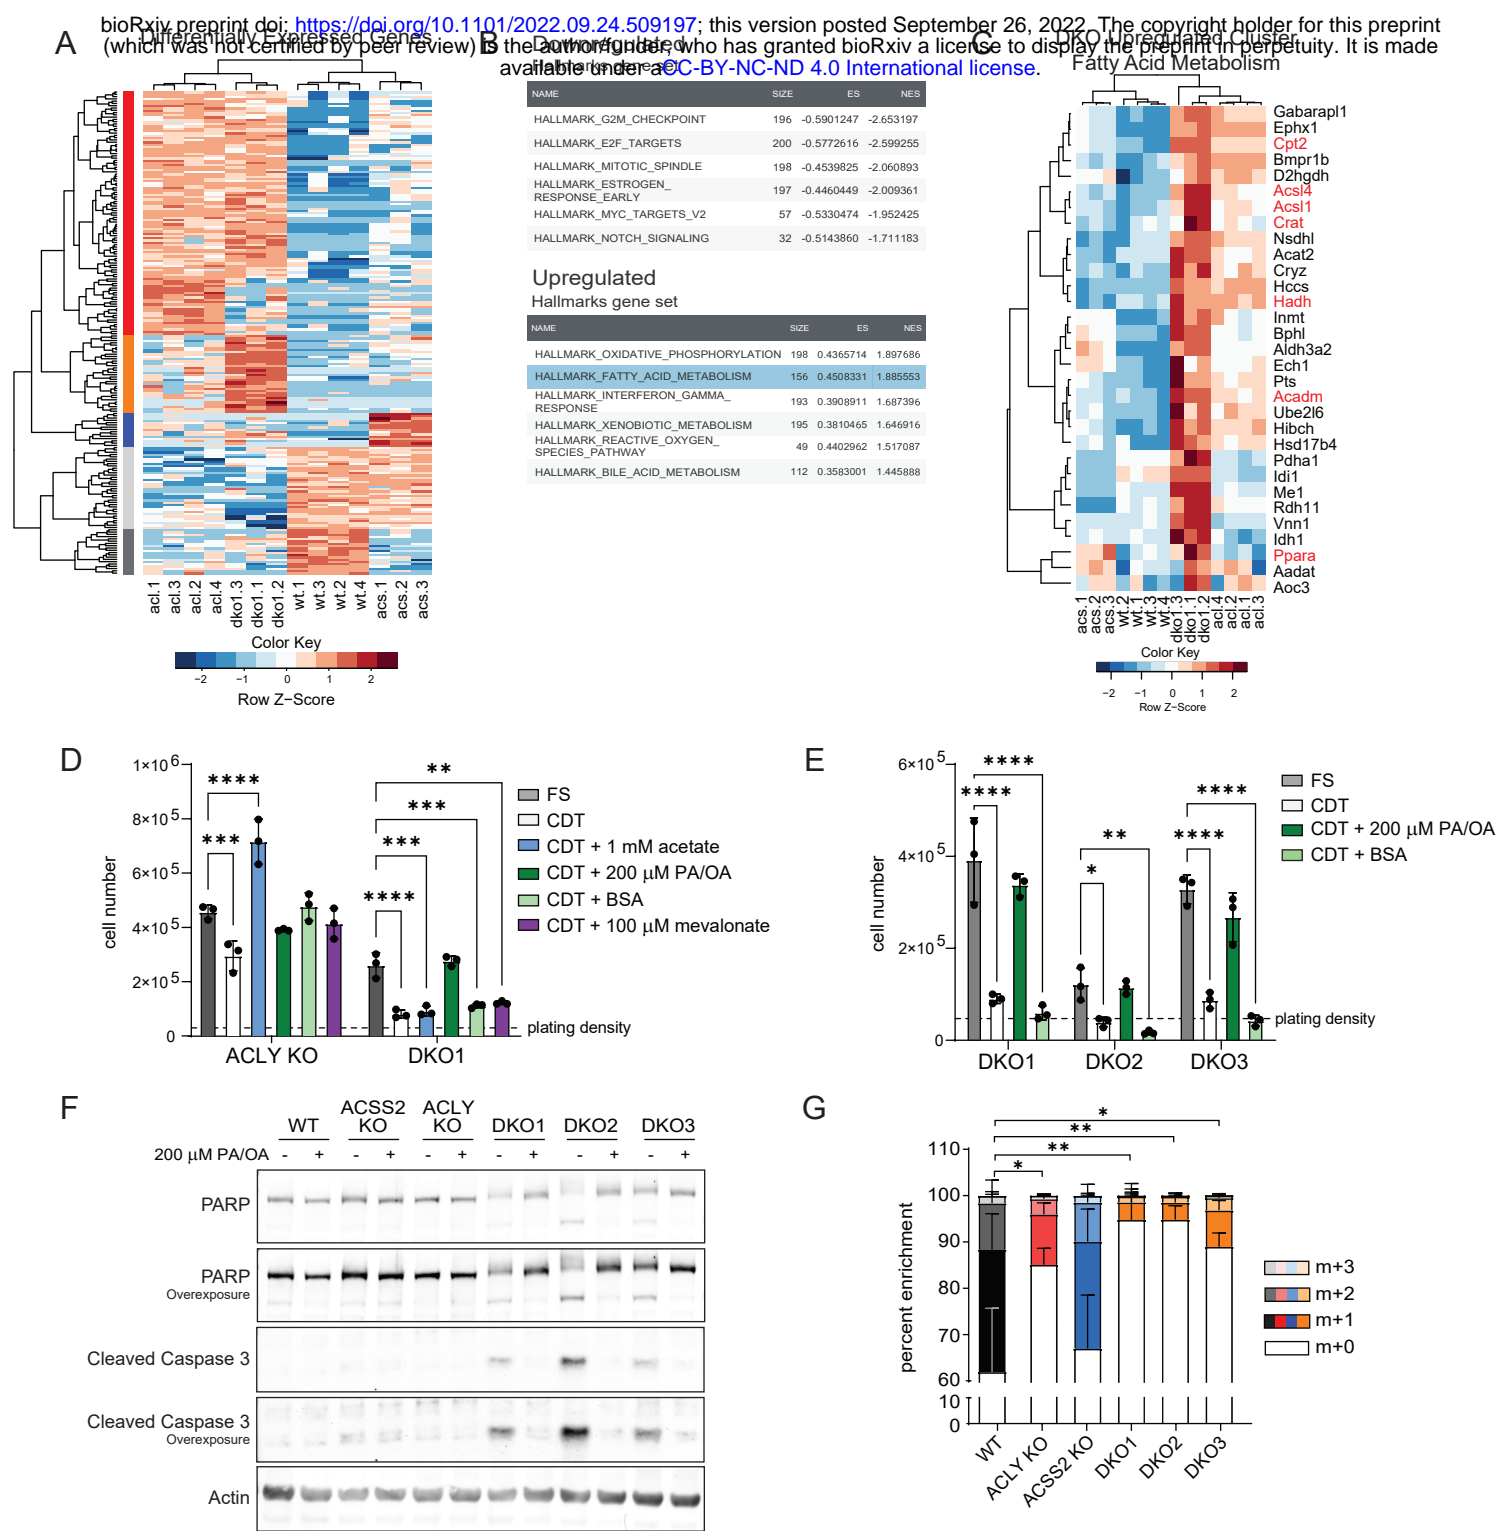 bioRxiv preprint doi: https://doi.org/10.1101/2022.09.24.509197; this version posted September 26, 2022. The copyright holder for this preprint
(which was not certified by peer review) is the author/funder, who has granted bioRxiv a license to display the preprint in perpetuity. It is made
available under aCC-BY-NC-ND 4.0 International license.
A
Differentially Expressed Genes
acl.1
acl.3
acl.2
acl.4
dko1.3
dko1.1
dko1.2
wt.1
wt.3
wt.2
wt.4
acs.1
acs.2
acs.3
Color Key
−2 −1 0 1 2
Row Z−Score
B
Downregulated
Hallmarks gene set
NAME SIZE ES NES
HALLMARK_G2M_CHECKPOINT 196 -0.5901247 -2.653197
HALLMARK_E2F_TARGETS 200 -0.5772616 -2.599255
HALLMARK_MITOTIC_SPINDLE 198 -0.4539825 -2.060893
HALLMARK_ESTROGEN_
RESPONSE_EARLY 197 -0.4460449 -2.009361
HALLMARK_MYC_TARGETS_V2 57 -0.5330474 -1.952425
HALLMARK_NOTCH_SIGNALING 32 -0.5143860 -1.711183
Upregulated
Hallmarks gene set
NAME SIZE ES NES
HALLMARK_OXIDATIVE_PHOSPHORYLATION 198 0.4365714 1.897686
HALLMARK_FATTY_ACID_METABOLISM 156 0.4508331 1.885553
HALLMARK_INTERFERON_GAMMA_
RESPONSE 193 0.3908911 1.687396
HALLMARK_XENOBIOTIC_METABOLISM 195 0.3810465 1.646916
HALLMARK_REACTIVE_OXYGEN_
SPECIES_PATHWAY 49 0.4402962 1.517087
HALLMARK_BILE_ACID_METABOLISM 112 0.3583001 1.445888
C
DKO Upregulated Cluster
Fatty Acid Metabolism
Gabarapl1
Ephx1
Cpt2
Bmpr1b
D2hgdh
Acsl4
Acsl1
Crat
Nsdhl
Acat2
Cryz
Hccs
Hadh
Inmt
Bphl
Aldh3a2
Ech1
Pts
Acadm
Ube2l6
Hibch
Hsd17b4
Pdha1
Idi1
Me1
Rdh11
Vnn1
Idh1
Ppara
Aadat
Aoc3
acs.1
acs.2
acs.3
wt.2
wt.1
wt.3
wt.4
dko1.3
dko1.1
dko1.2
acl.4
acl.2
acl.1
acl.3
Color Key
−2 −1 0 1 2
Row Z−Score
D
cell number
1×10⁶
8×10⁵
6×10⁵
4×10⁵
2×10⁵
0
**** *** **** *** *** **
ACLY KO DKO1
plating density
FS
CDT
CDT + 1 mM acetate
CDT + 200 μM PA/OA
CDT + BSA
CDT + 100 μM mevalonate
E
cell number
6×10⁵
4×10⁵
2×10⁵
0
**** **** * ** **** ****
DKO1 DKO2 DKO3
plating density
FS
CDT
CDT + 200 μM PA/OA
CDT + BSA
F
WT ACSS2 KO ACLY KO DKO1 DKO2 DKO3
200 μM PA/OA - + - + - + - + - + - +
PARP
PARP
Overexposure
Cleaved Caspase 3
Cleaved Caspase 3
Overexposure
Actin
G
percent enrichment
110
100
90
80
70
60
10
0
* ** ** *
WT
ACLY KO
ACSS2 KO
DKO1
DKO2
DKO3
m+3
m+2
m+1
m+0